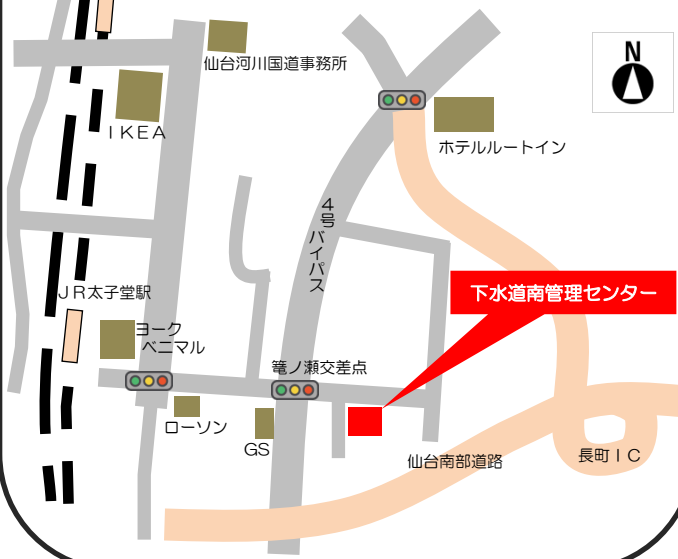 仙台河川国道事務所
N
ＩＫＥＡ
ホテルルートイン
４号バイパス
下水道南管理センター
ＪＲ太子堂駅
ヨーク
ベニマル
篭ノ瀬交差点
ローソン
GS
仙台南部道路
長町ＩＣ